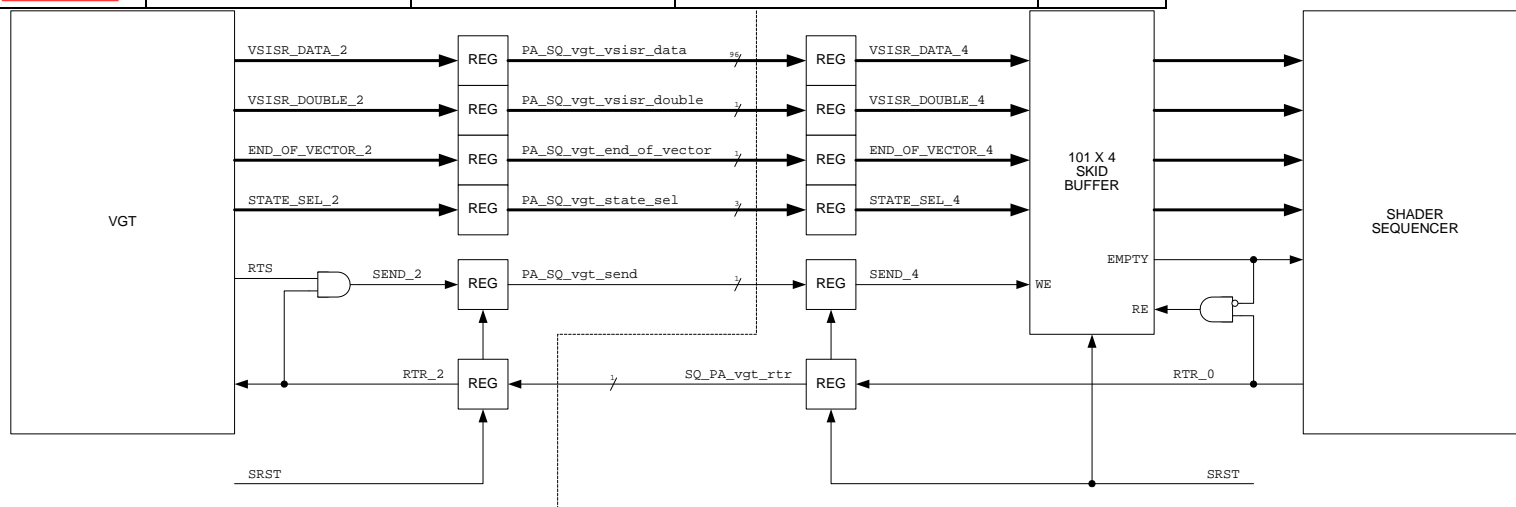 VSISR_DATA_2
REG
PA_SQ_vgt_vsisr_data
96
REG
VSISR_DATA_4
VSISR_DOUBLE_2
REG
PA_SQ_vgt_vsisr_double
1
REG
VSISR_DOUBLE_4
END_OF_VECTOR_2
REG
PA_SQ_vgt_end_of_vector
1
REG
END_OF_VECTOR_4
101 X 4
SKID
BUFFER
STATE_SEL_2
REG
PA_SQ_vgt_state_sel
3
REG
STATE_SEL_4
VGT
SHADER
SEQUENCER
RTS
SEND_2
REG
PA_SQ_vgt_send
1
REG
SEND_4
WE
EMPTY
RE
RTR_2
REG
1
SQ_PA_vgt_rtr
REG
RTR_0
SRST
SRST